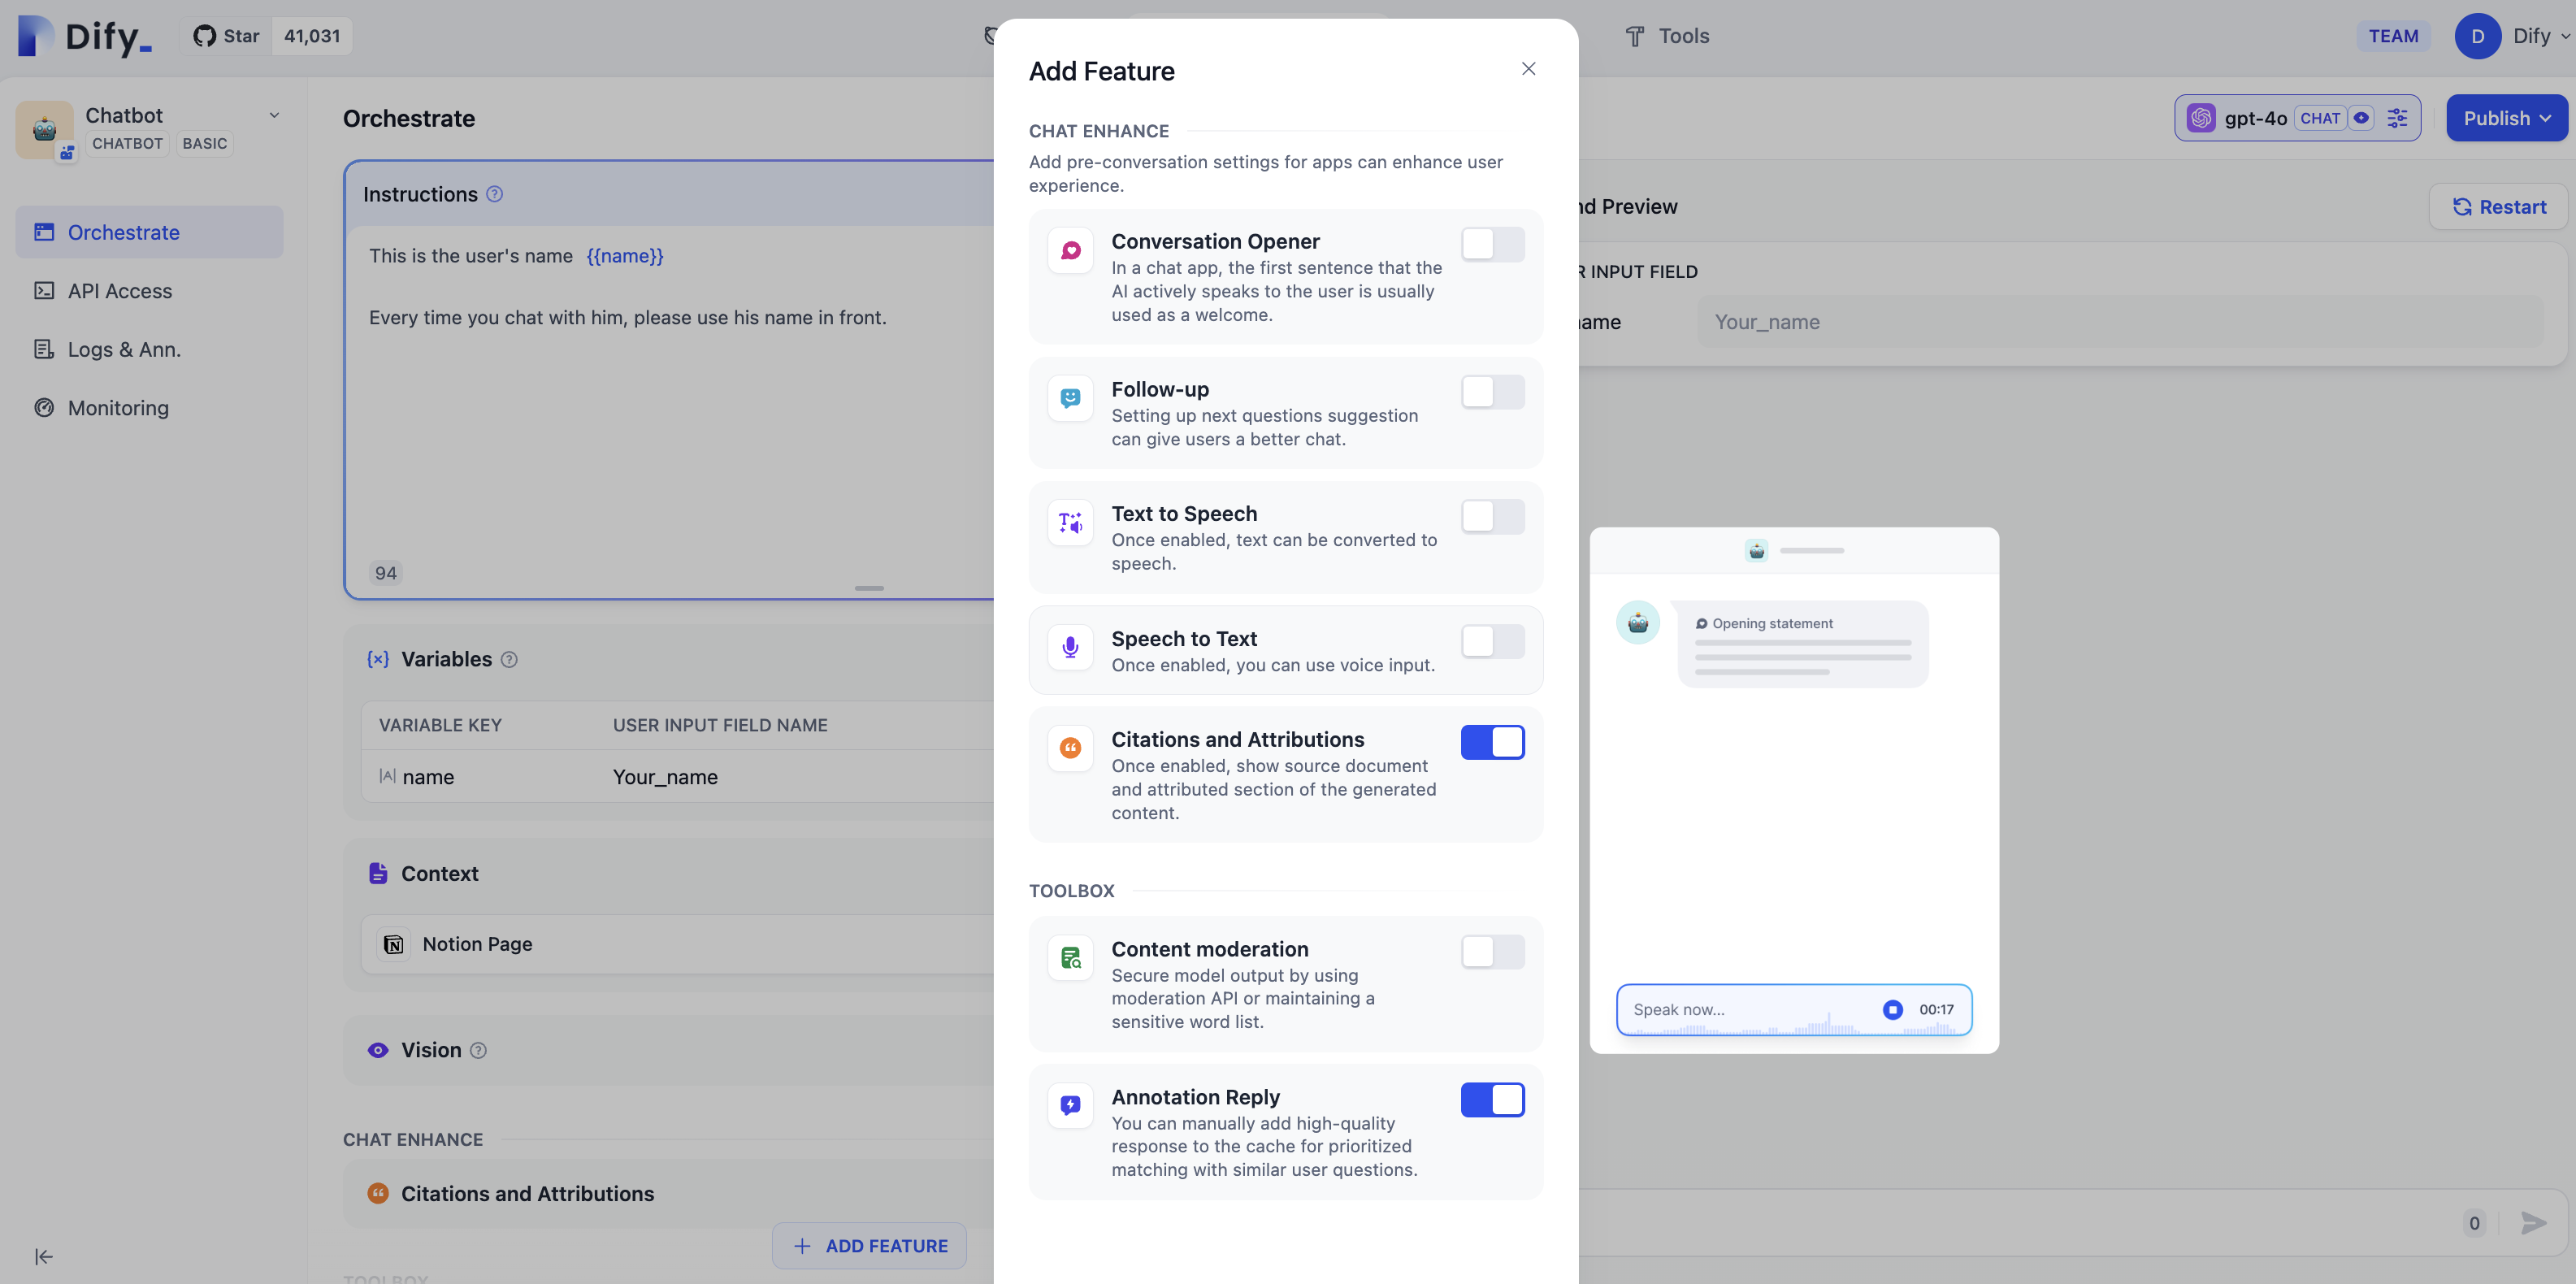 Dify_
Star 41,031
Tools
TEAM
D
Dify
Chatbot
CHATBOT BASIC
Orchestrate
API Access
Logs & Ann.
Monitoring
Orchestrate
gpt-4o CHAT
Publish
Instructions
This is the user's name {{name}}
Every time you chat with him, please use his name in front.
94
Variables
VARIABLE KEY USER INPUT FIELD NAME
name Your_name
Context
Notion Page
Vision
CHAT ENHANCE
Citations and Attributions
+ ADD FEATURE
TOOLBOX
Add Feature
CHAT ENHANCE
Add pre-conversation settings for apps can enhance user
experience.
Conversation Opener
In a chat app, the first sentence that the
AI actively speaks to the user is usually
used as a welcome.
Follow-up
Setting up next questions suggestion
can give users a better chat.
Text to Speech
Once enabled, text can be converted to
speech.
Speech to Text
Once enabled, you can use voice input.
Citations and Attributions
Once enabled, show source document
and attributed section of the generated
content.
TOOLBOX
Content moderation
Secure model output by using
moderation API or maintaining a
sensitive word list.
Annotation Reply
You can manually add high-quality
response to the cache for prioritized
matching with similar user questions.
Preview
Restart
INPUT FIELD
Your_name
Opening statement
Speak now...
00:17
0